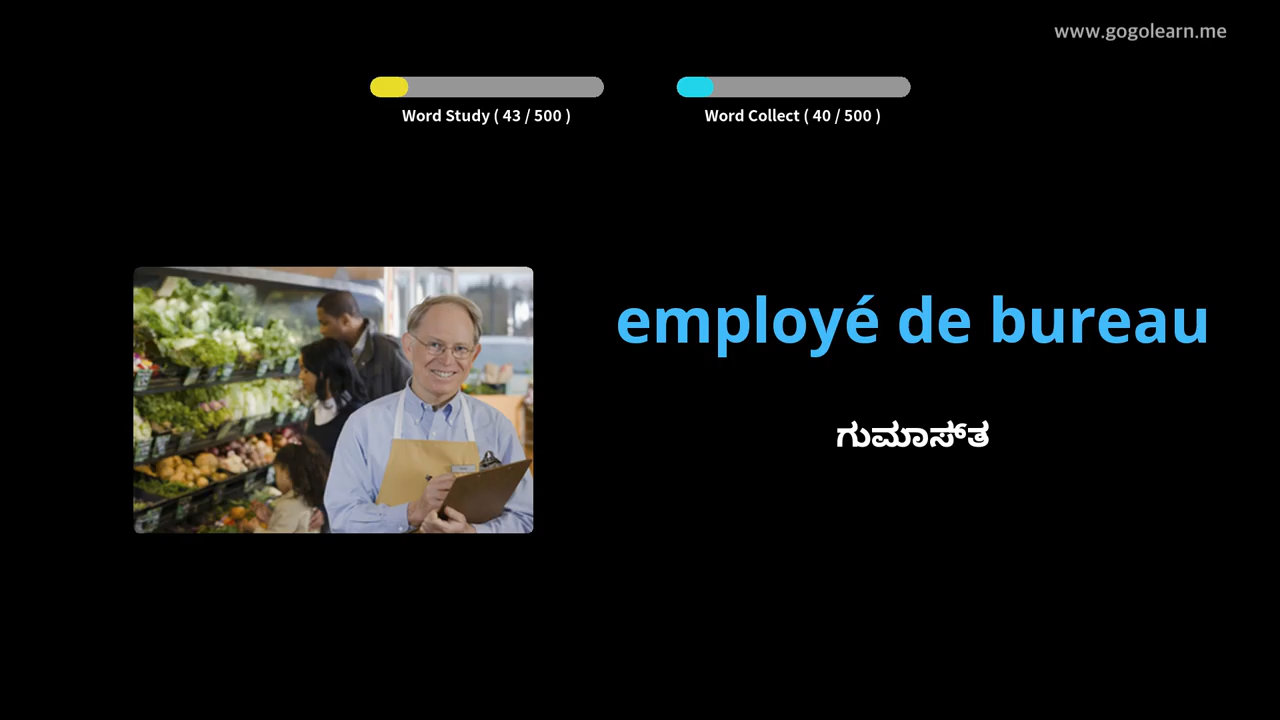 www.gogolearn.me
Word Study ( 43 / 500 )
Word Collect ( 40 / 500 )
employé de bureau
ಗುಮಾಸ್‌ತ